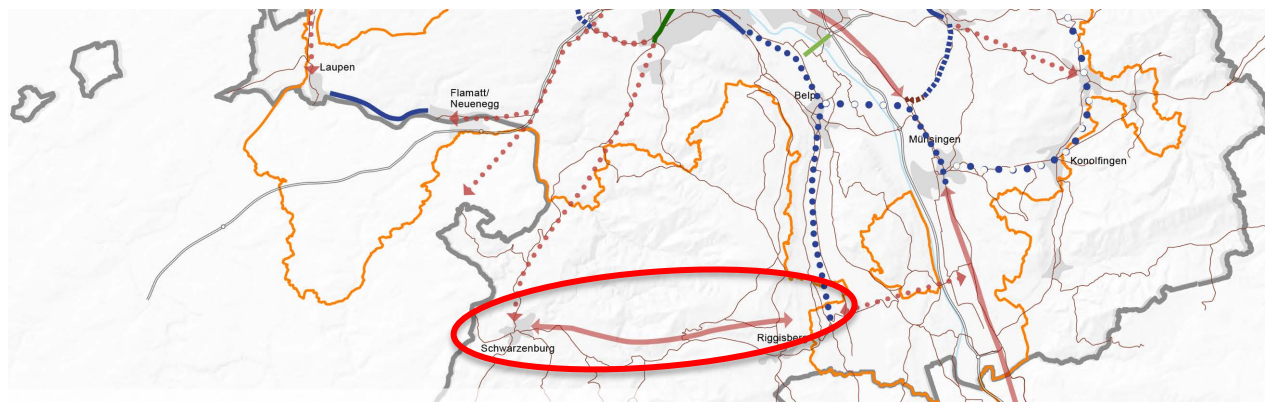 Laupen
Flamatt/
Neuenegg
Belp
Münsingen
Konolfingen
Schwarzenburg
Riggisberg